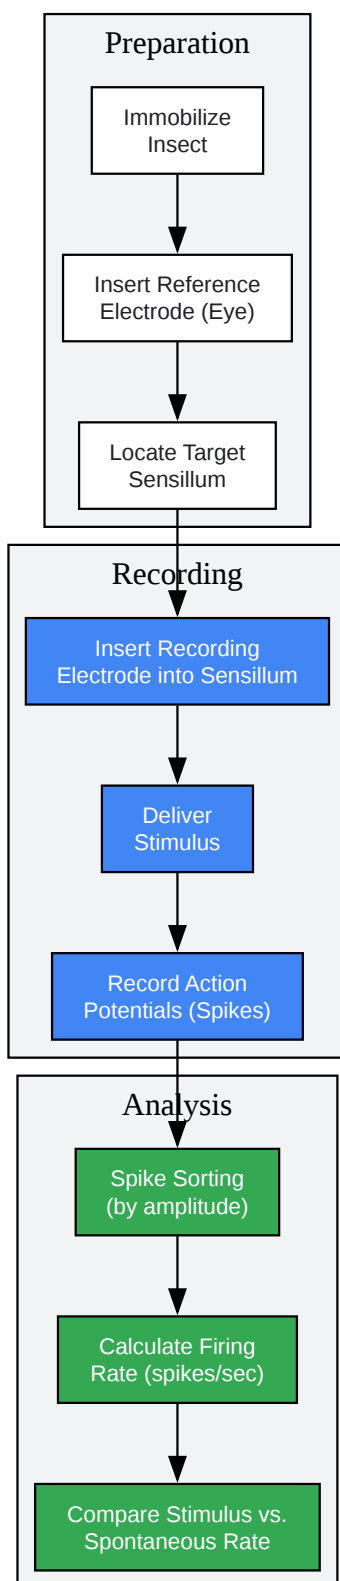 Preparation
Immobilize
Insect
Insert Reference
Electrode (Eye)
Locate Target
Sensillum
Recording
Insert Recording
Electrode into Sensillum
Deliver
Stimulus
Record Action
Potentials (Spikes)
Analysis
Spike Sorting
(by amplitude)
Calculate Firing
Rate (spikes/sec)
Compare Stimulus vs.
Spontaneous Rate